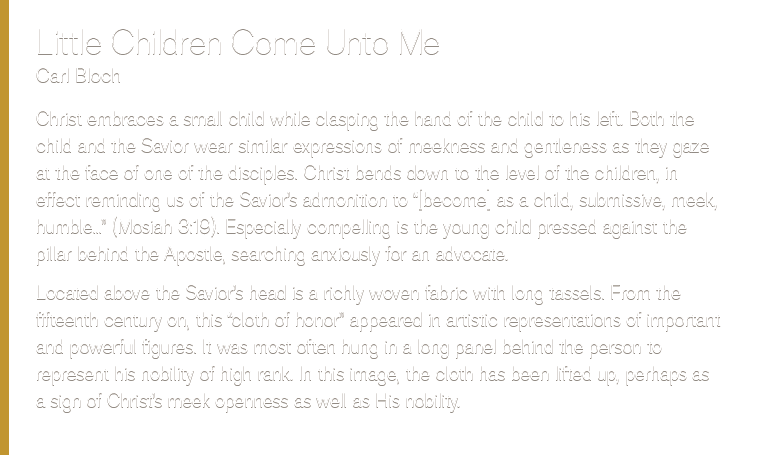 Little Children Come Unto Me
Carl Bloch
Christ embraces a small child while clasping the hand of the child to his left. Both the
child and the Savior wear similar expressions of meekness and gentleness as they gaze
at the face of one of the disciples. Christ bends down to the level of the children, in
effect reminding us of the Savior's admonition to “[become] as a child, submissive, meek,
humble...” (Mosiah 3:19). Especially compelling is the young child pressed against the
pillar behind the Apostle, searching anxiously for an advocate.
Located above the Savior's head is a richly woven fabric with long tassels. From the
fifteenth century on, this “cloth of honor” appeared in artistic representations of important
and powerful figures. It was most often hung in a long panel behind the person to
represent his nobility of high rank. In this image, the cloth has been lifted up, perhaps as
a sign of Christ's meek openness as well as His nobility.